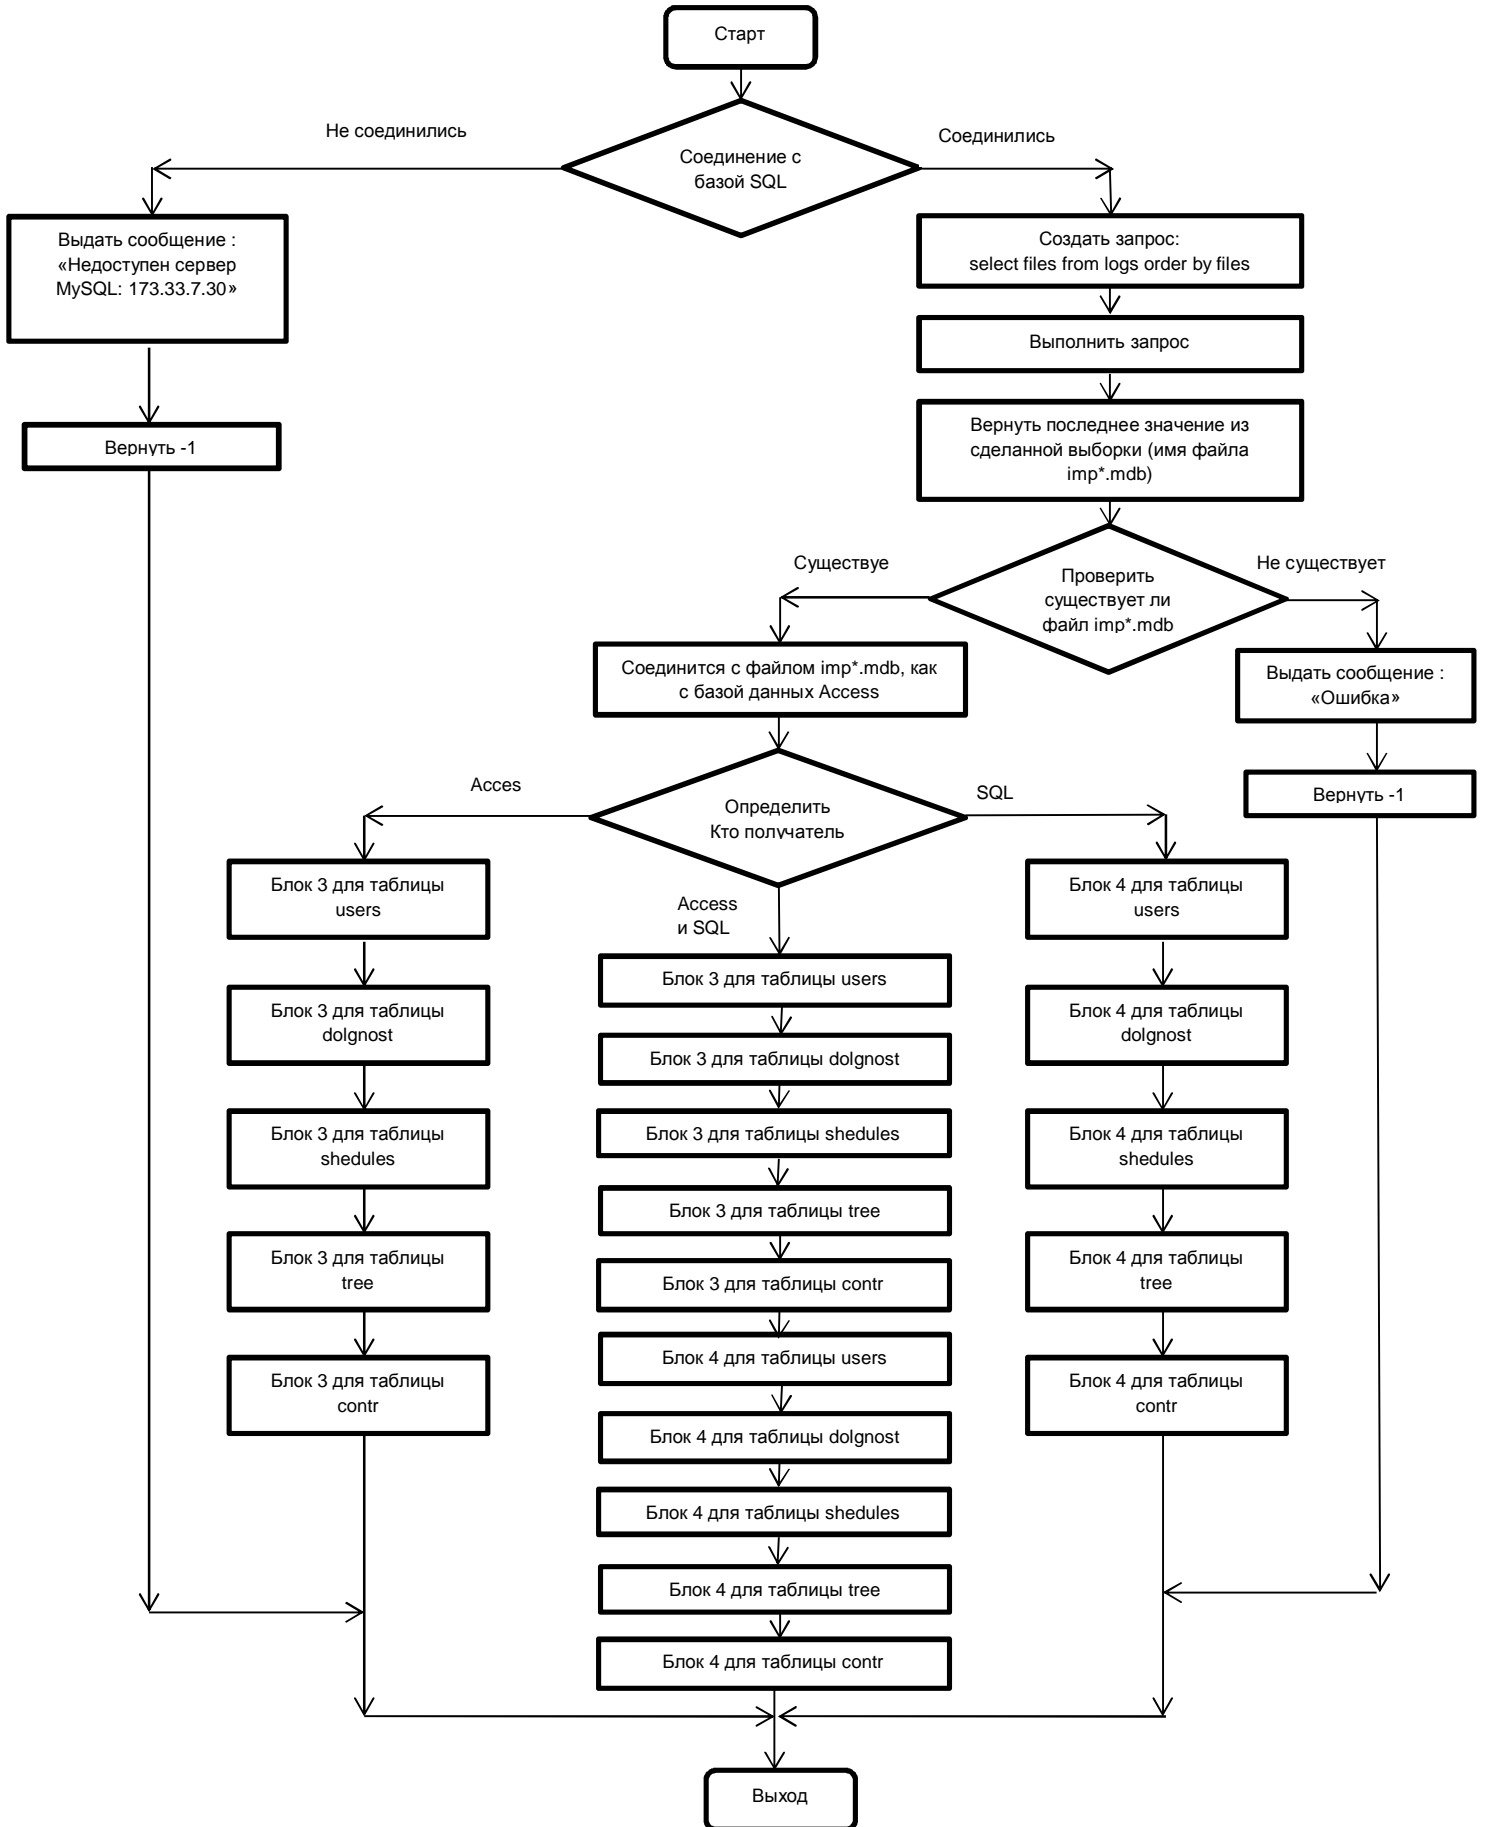 Старт
Не соединились
Соединились
Соединение с
базой SQL
Выдать сообщение :
«Недоступен сервер
MySQL: 173.33.7.30»
Создать запрос:
select files from logs order by files
Выполнить запрос
Вернуть -1
Вернуть последнее значение из
сделанной выборки (имя файла
imp*.mdb)
Существуе
Не существует
Проверить
существует ли
файл imp*.mdb
Соединится с файлом imp*.mdb, как
с базой данных Access
Выдать сообщение :
«Ошибка»
Вернуть -1
Acces
SQL
Определить
Кто получатель
Access
и SQL
Блок 3 для таблицы
users
Блок 3 для таблицы
dolgnost
Блок 3 для таблицы
shedules
Блок 3 для таблицы
tree
Блок 3 для таблицы
contr
Блок 3 для таблицы users
Блок 3 для таблицы dolgnost
Блок 3 для таблицы shedules
Блок 3 для таблицы tree
Блок 3 для таблицы contr
Блок 4 для таблицы users
Блок 4 для таблицы dolgnost
Блок 4 для таблицы shedules
Блок 4 для таблицы tree
Блок 4 для таблицы contr
Блок 4 для таблицы
users
Блок 4 для таблицы
dolgnost
Блок 4 для таблицы
shedules
Блок 4 для таблицы
tree
Блок 4 для таблицы
contr
Выход